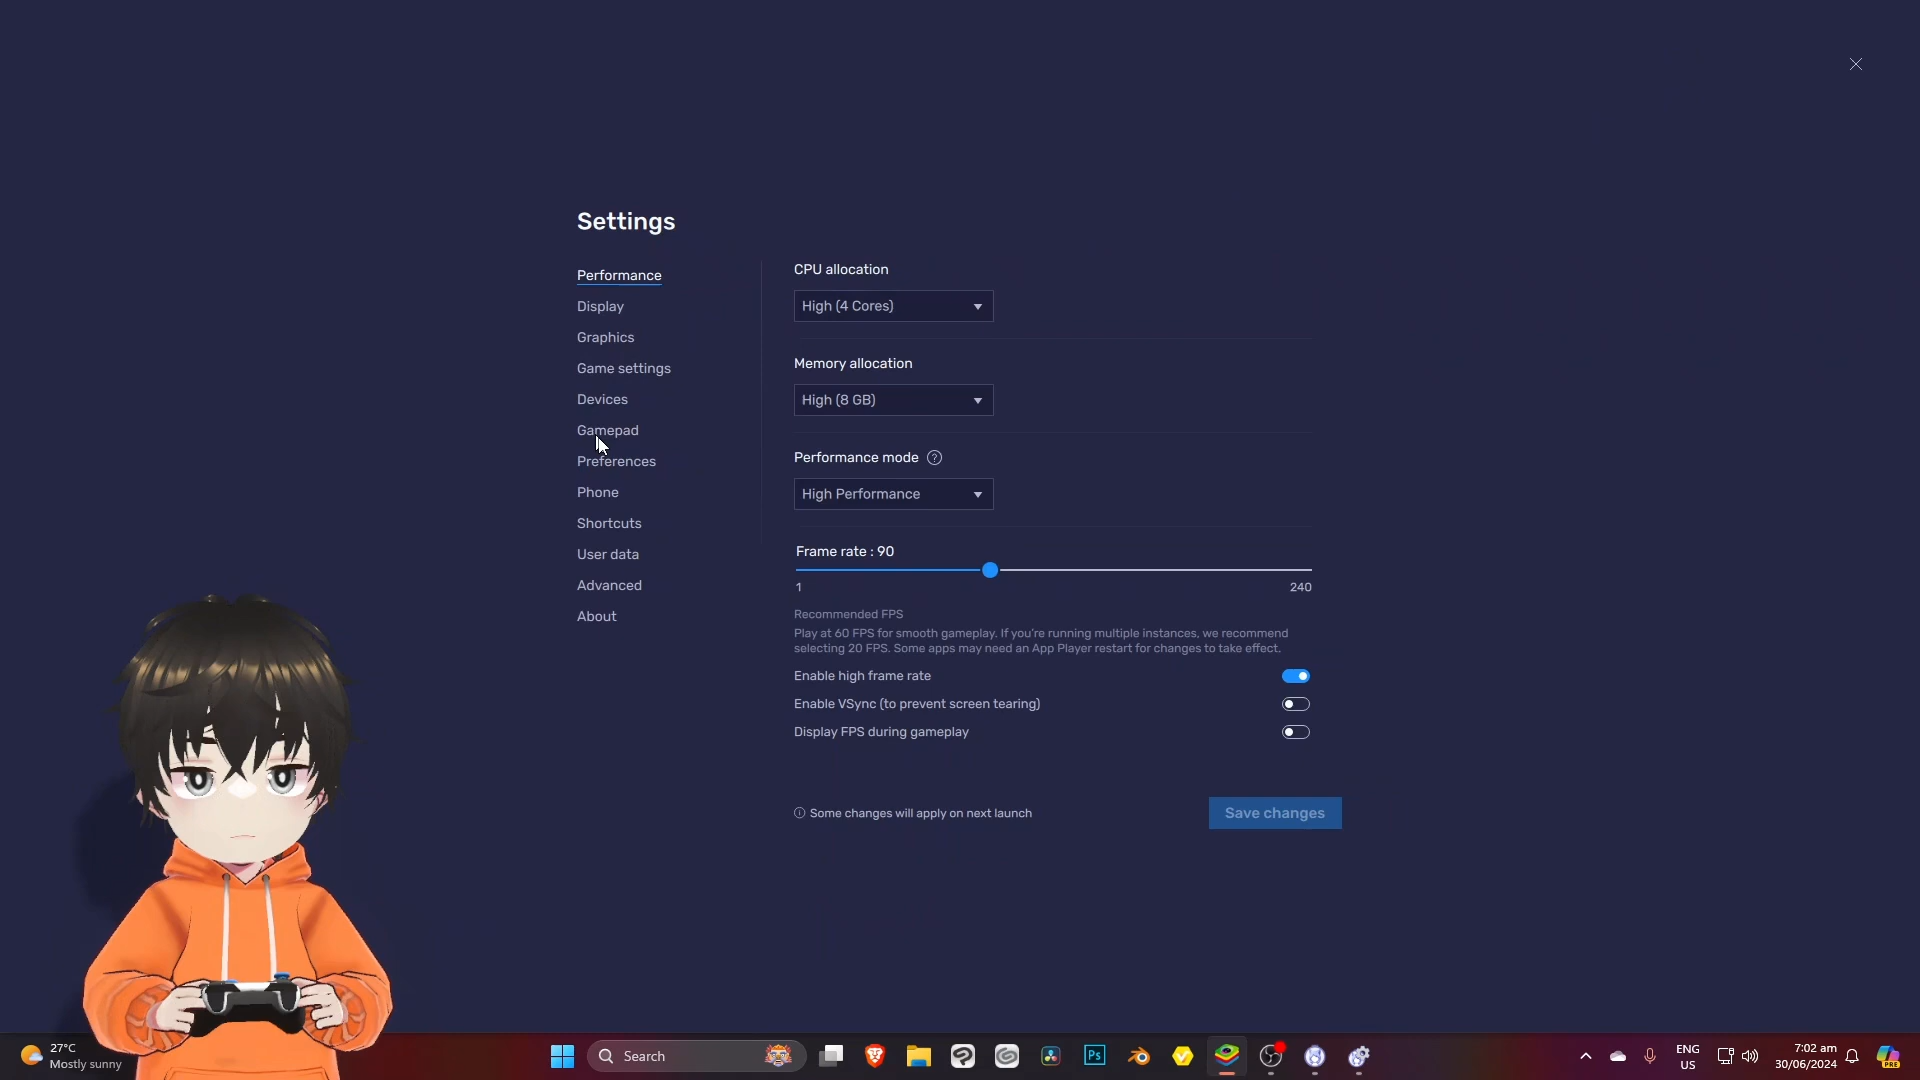 Settings
Performance
Display
Graphics
Game settings
Devices
Gamepad
Preferences
Phone
Shortcuts
User data
Advanced
About
CPU allocation
High (4 Cores)
Memory allocation
High (8 GB)
Performance mode ?
High Performance
Frame rate : 90
1 240
Recommended FPS
Play at 60 FPS for smooth gameplay. If you're running multiple instances, we recommend
selecting 20 FPS. Some apps may need an App Player restart for changes to take effect.
Enable high frame rate
Enable VSync (to prevent screen tearing)
Display FPS during gameplay
Some changes will apply on next launch
Save changes
27°C
Mostly sunny
Search
Ps
ENG
US
7:02 am
30/06/2024
PRE